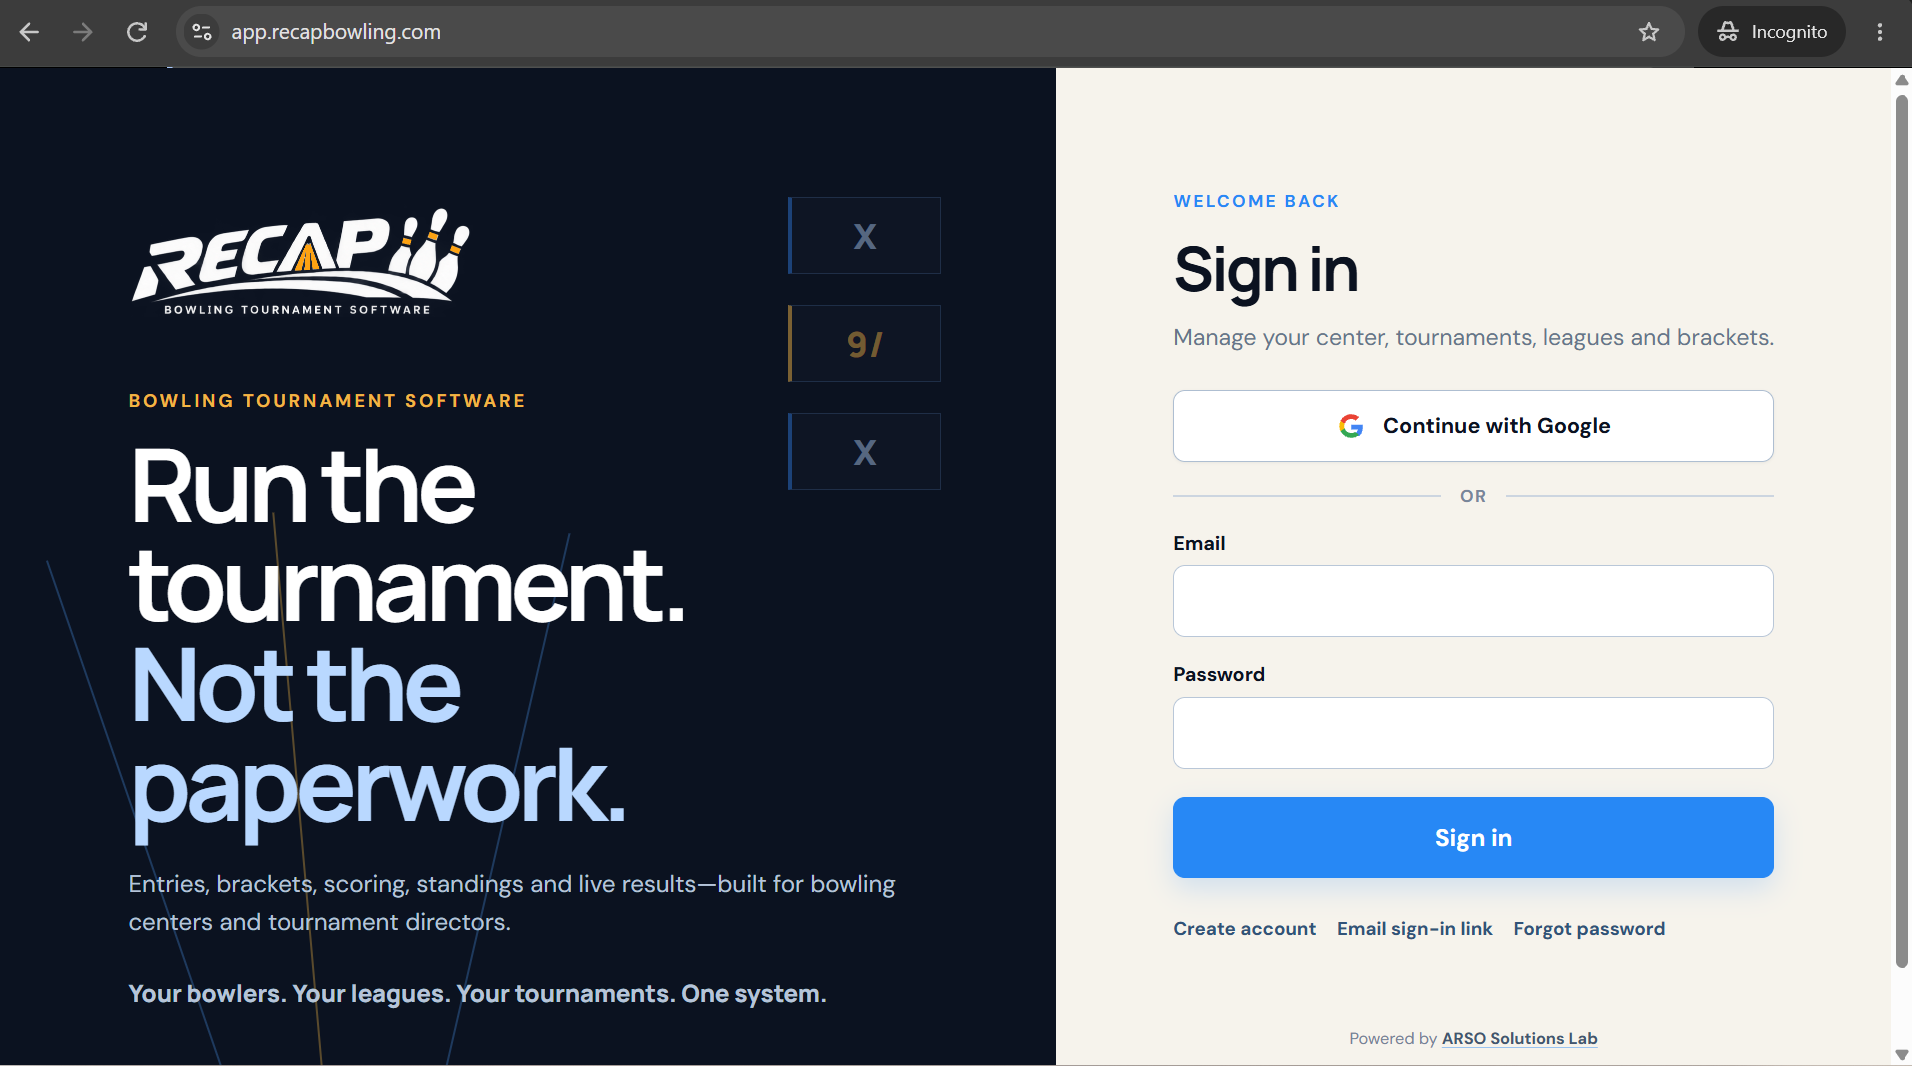 app.recapbowling.com
Incognito
RECAP
BOWLING TOURNAMENT SOFTWARE
X
9/
X
BOWLING TOURNAMENT SOFTWARE
Run the
tournament.
Not the
paperwork.
Entries, brackets, scoring, standings and live results—built for bowling
centers and tournament directors.
Your bowlers. Your leagues. Your tournaments. One system.
WELCOME BACK
Sign in
Manage your center, tournaments, leagues and brackets.
Continue with Google
OR
Email
Password
Sign in
Create account Email sign-in link Forgot password
Powered by ARSO Solutions Lab